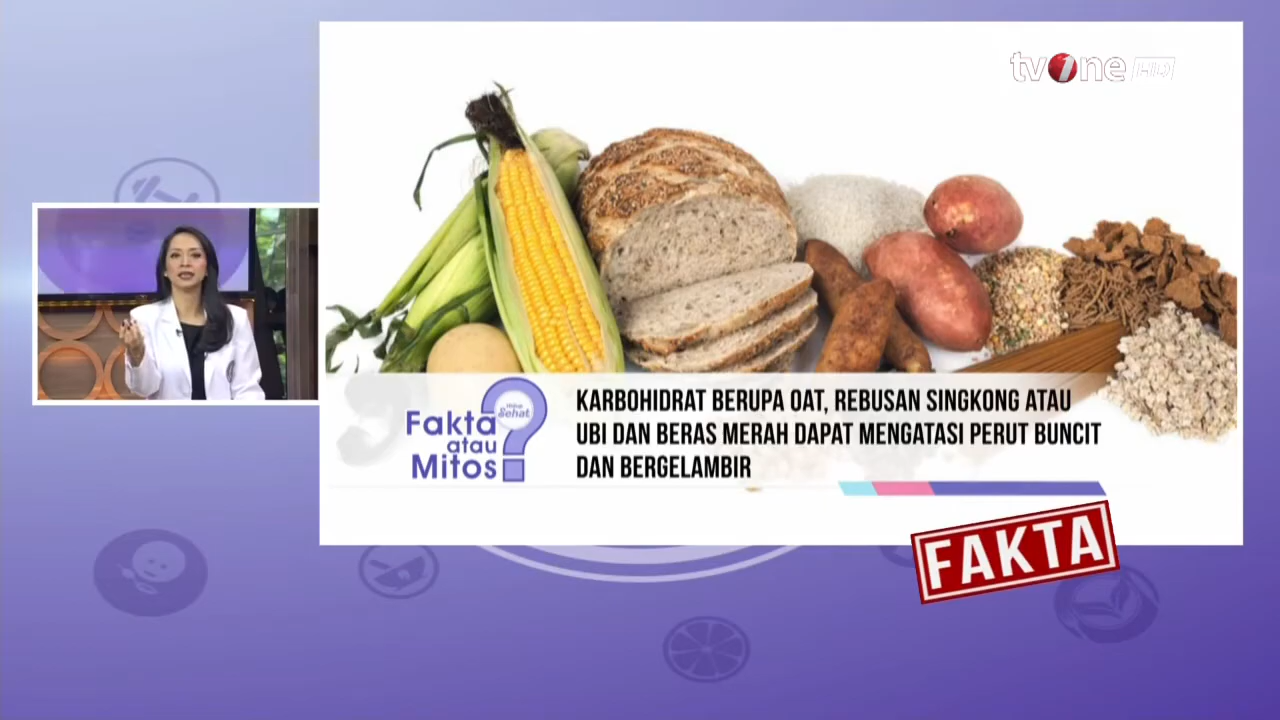 tvOne HD
Fakta
atau
Mitos
Hidup
Sehat
KARBOHIDRAT BERUPA OAT, REBUSAN SINGKONG ATAU
UBI DAN BERAS MERAH DAPAT MENGATASI PERUT BUNCIT
DAN BERGELAMBIR
FAKTA